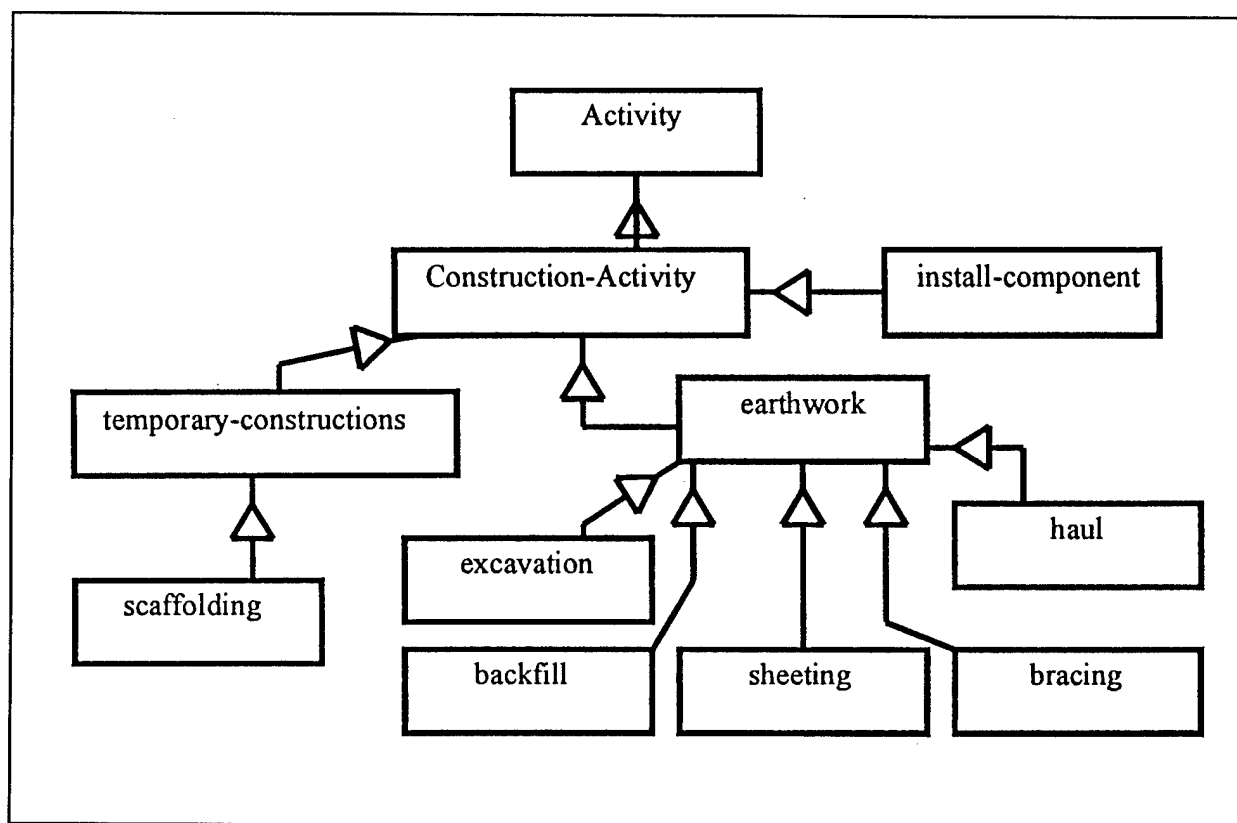 Activity
Construction-Activity
install-component
temporary-constructions
earthwork
excavation
haul
scaffolding
backfill
sheeting
bracing